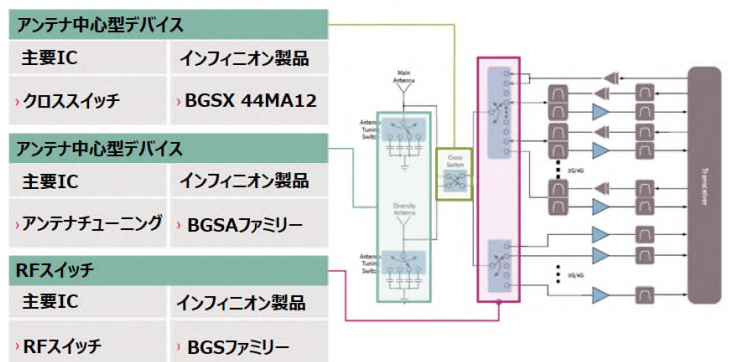 アンテナ中心型デバイス
主要IC インフィニオン製品
›クロススイッチ ›BGSX 44MA12
アンテナ中心型デバイス
主要IC インフィニオン製品
›アンテナチューニング ›BGSAファミリー
RFスイッチ
主要IC インフィニオン製品
›RFスイッチ ›BGSファミリー
Main
Antenna
Antenna
Tuning
Switch
Cross
Switch
Diversity
Antenna
Antenna
Tuning
Switch
3G/4G
3G/4G
Transceiver